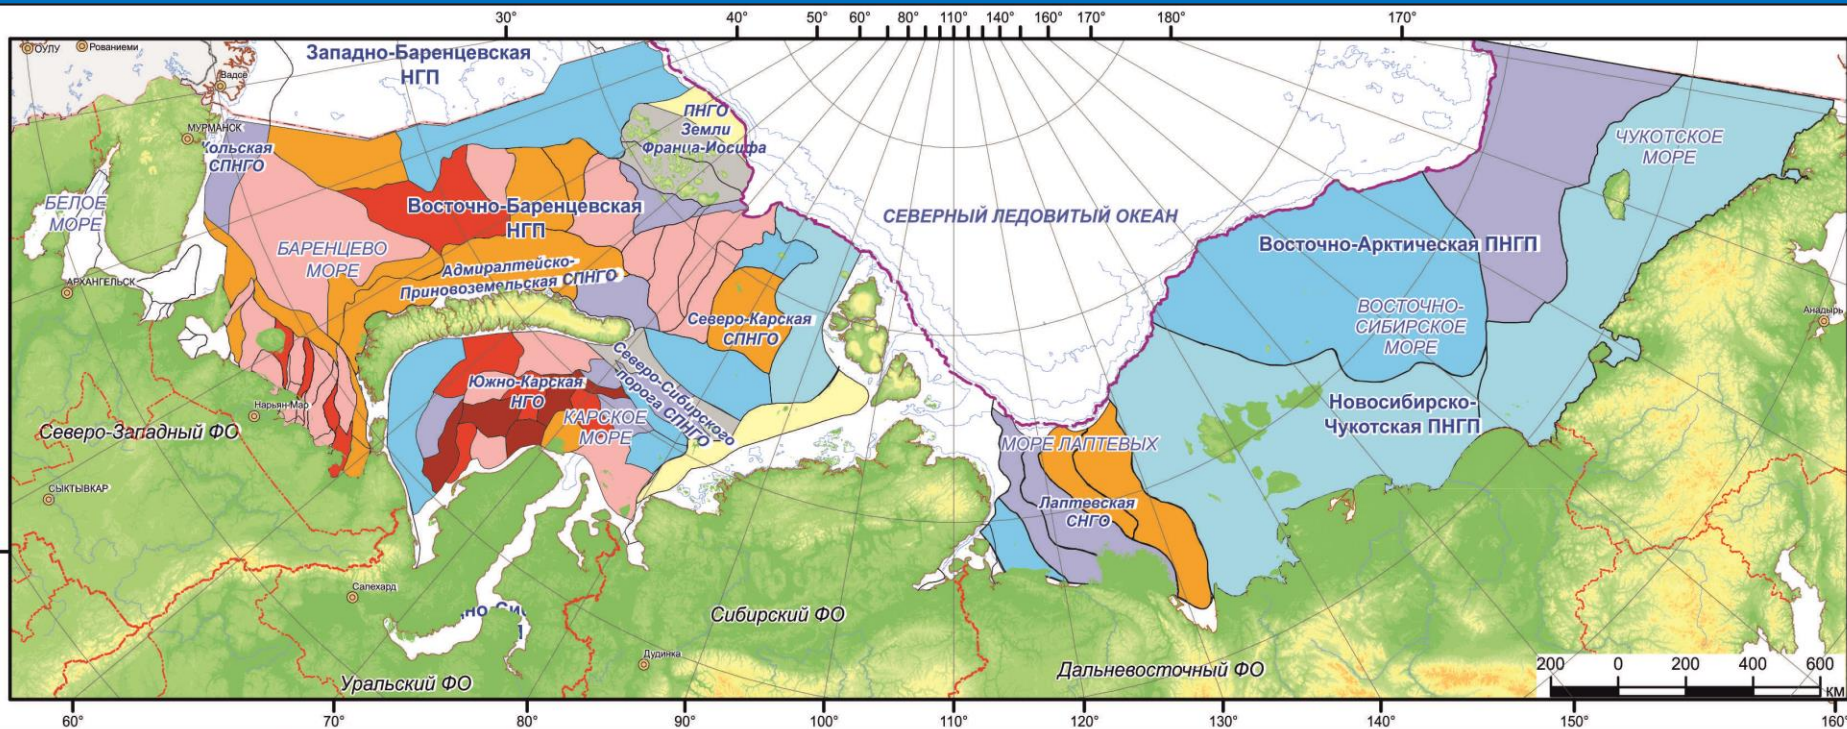 30° 40° 50° 60° 80° 110° 140° 160° 170° 180° 170°
ОУЛУ
Рованиеми
Вадсё
Западно-Баренцевская
НГП
МУРМАНСК
Кольская
СПНГО
ПНГО
Земли
Франца-Иосифа
ЧУКОТСКОЕ
МОРЕ
БЕЛОЕ
МОРЕ
Восточно-Баренцевская
НГП
СЕВЕРНЫЙ ЛЕДОВИТЫЙ ОКЕАН
БАРЕНЦЕВО
МОРЕ
Восточно-Арктическая ПНГП
Адмиралтейско-
Приновоземельская СПНГО
АРХАНГЕЛЬСК
Северо-Карская
СПНГО
ВОСТОЧНО-
СИБИРСКОЕ
МОРЕ
Анадырь
Северо-Сибирского
порога СПНГО
Южно-Карская
НГО
КАРСКОЕ
МОРЕ
Нарьян-Мар
Северо-Западный ФО
Новосибирско-
Чукотская ПНГП
МОРЕ ЛАПТЕВЫХ
СЫКТЫВКАР
Лаптевская
СНГО
Салехард
но-Си
Сибирский ФО
Дудинка
Уральский ФО
Дальневосточный ФО
200 0 200 400 600
км
60° 70° 80° 90° 100° 110° 120° 130° 140° 150° 160°